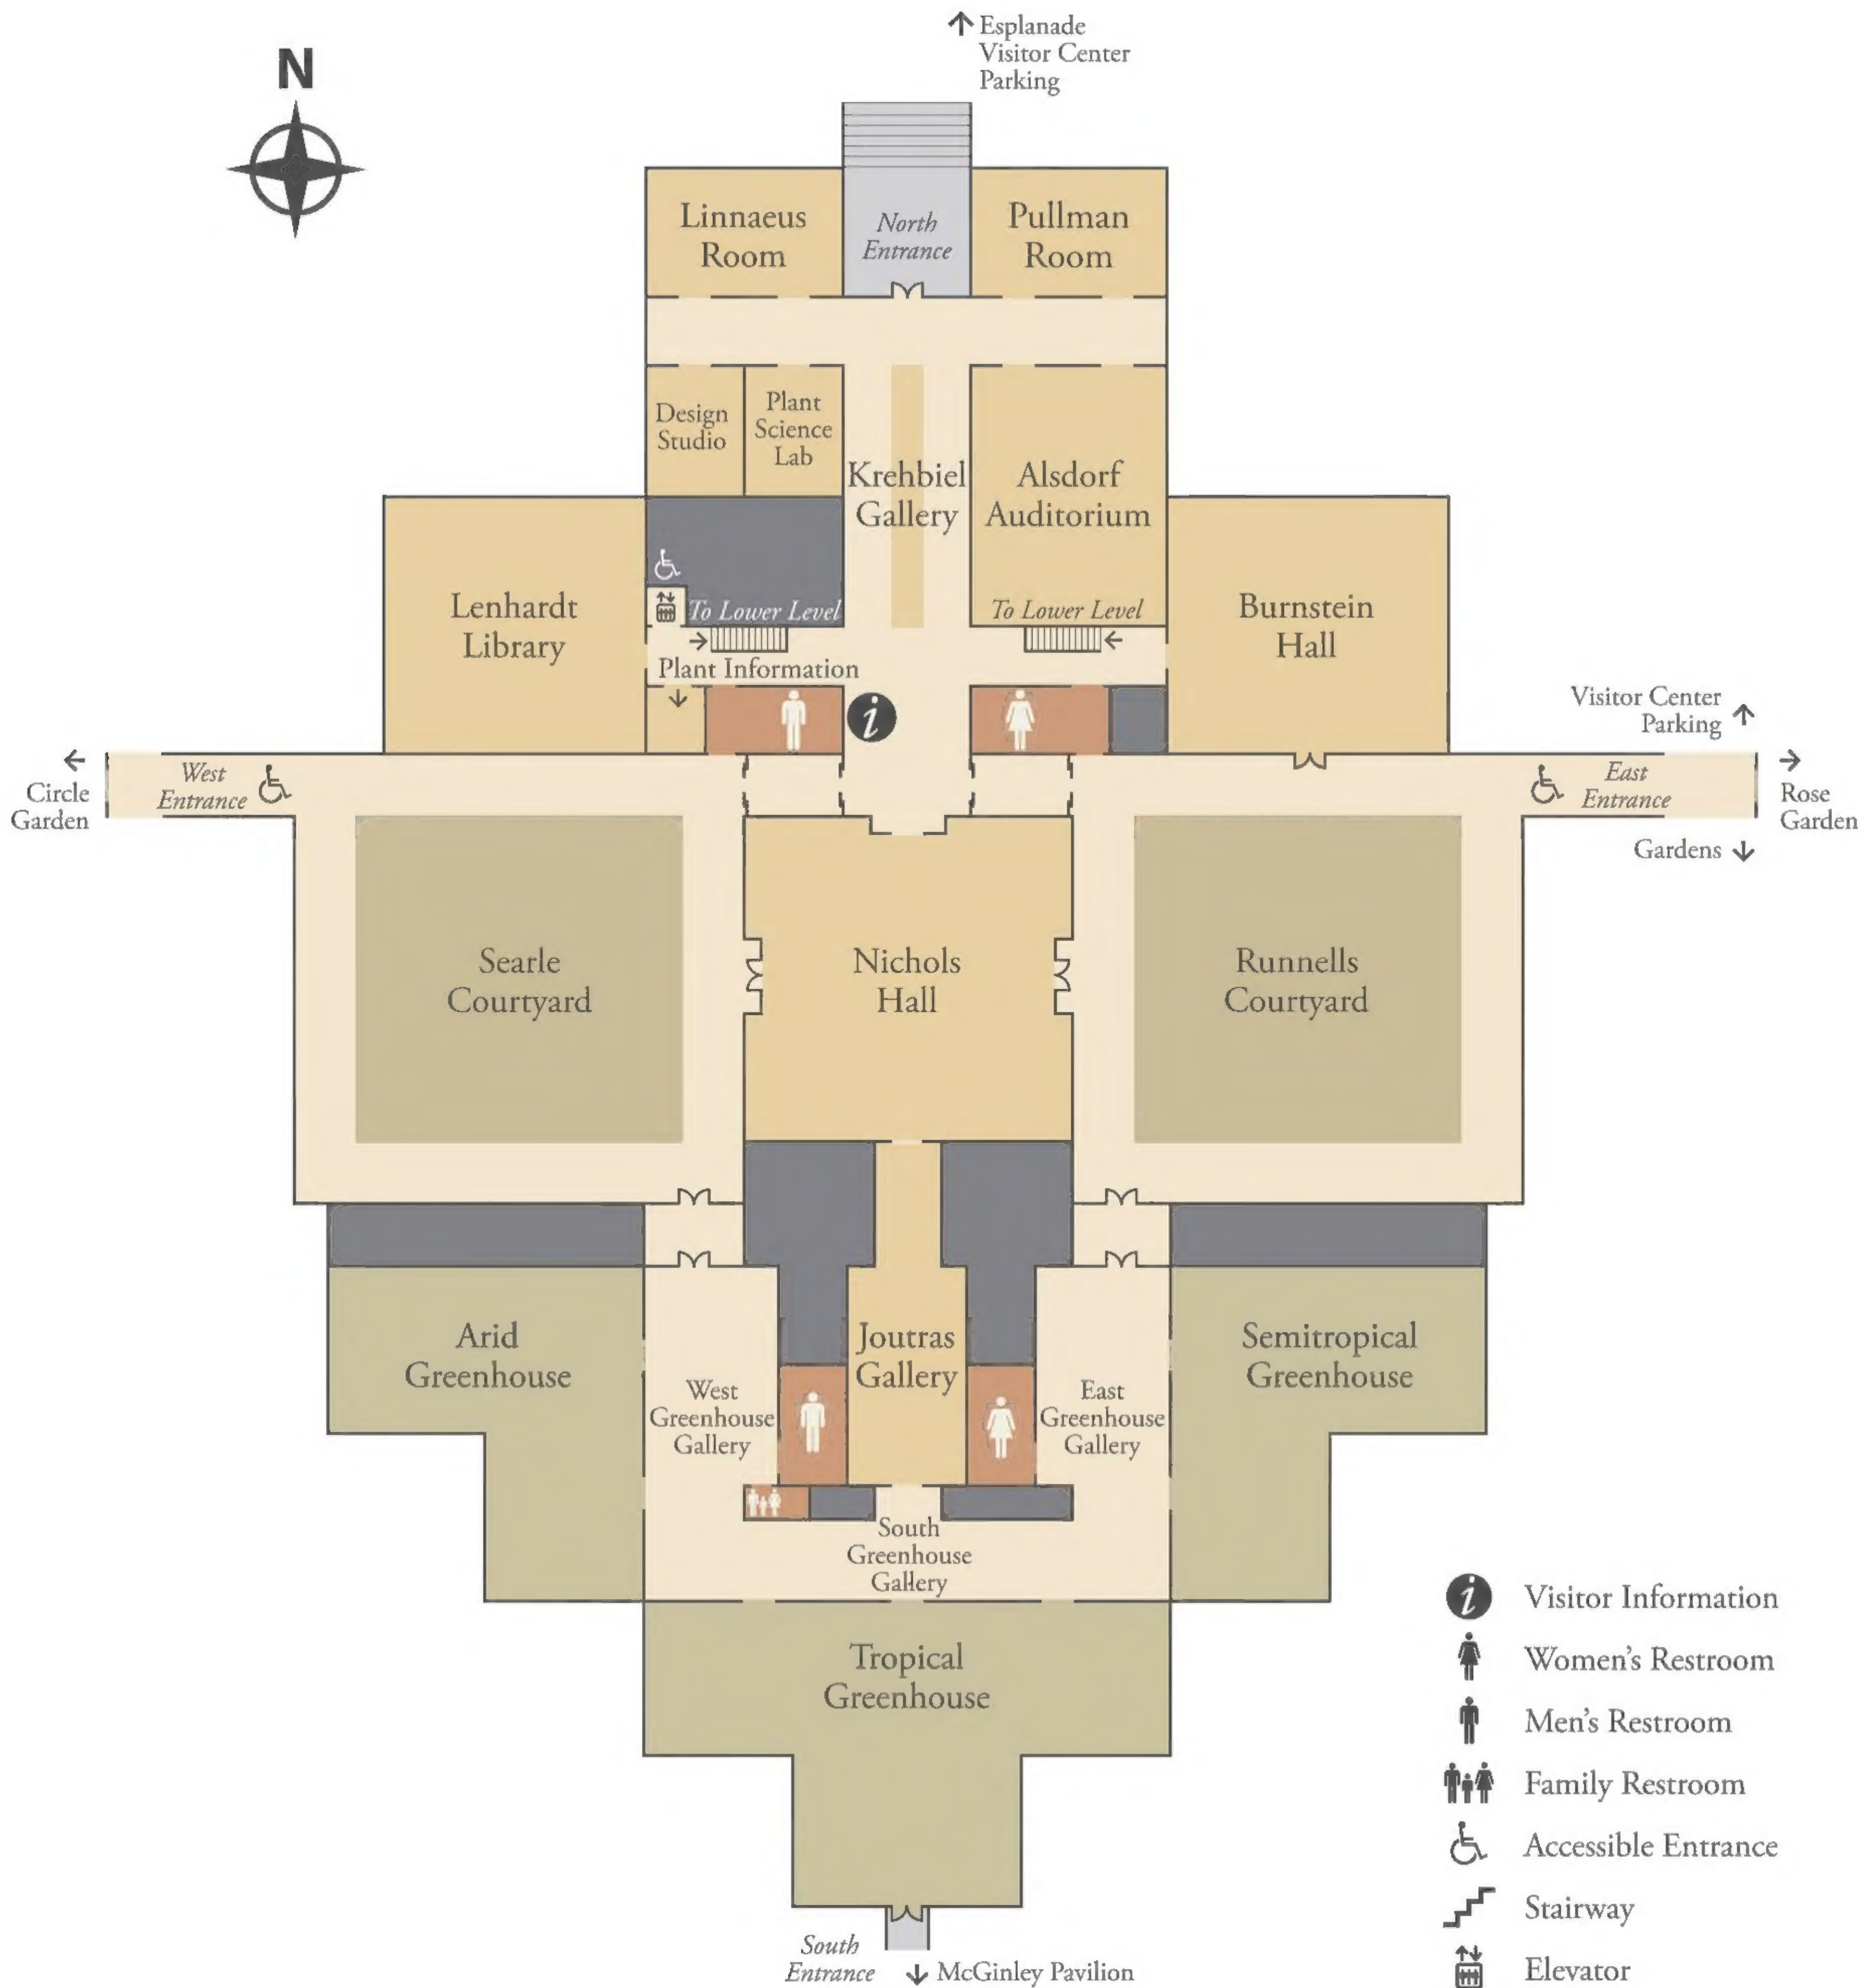 N
Esplanade
Visitor Center
Parking
Linnaeus
Room
North
Entrance
Pullman
Room
Design
Studio
Plant
Science
Lab
Krehbiel
Gallery
Alsdorf
Auditorium
Lenhardt
Library
To Lower Level
To Lower Level
Burnstein
Hall
Plant Information
i
Visitor Center
Parking
West
Entrance
Circle
Garden
East
Entrance
Rose
Garden
Gardens
Searle
Courtyard
Nichols
Hall
Runnells
Courtyard
Arid
Greenhouse
Joutras
Gallery
Semitropical
Greenhouse
West
Greenhouse
Gallery
East
Greenhouse
Gallery
South
Greenhouse
Gallery
Tropical
Greenhouse
South
Entrance
McGinley Pavilion
i Visitor Information
Women's Restroom
Men's Restroom
Family Restroom
Accessible Entrance
Stairway
Elevator